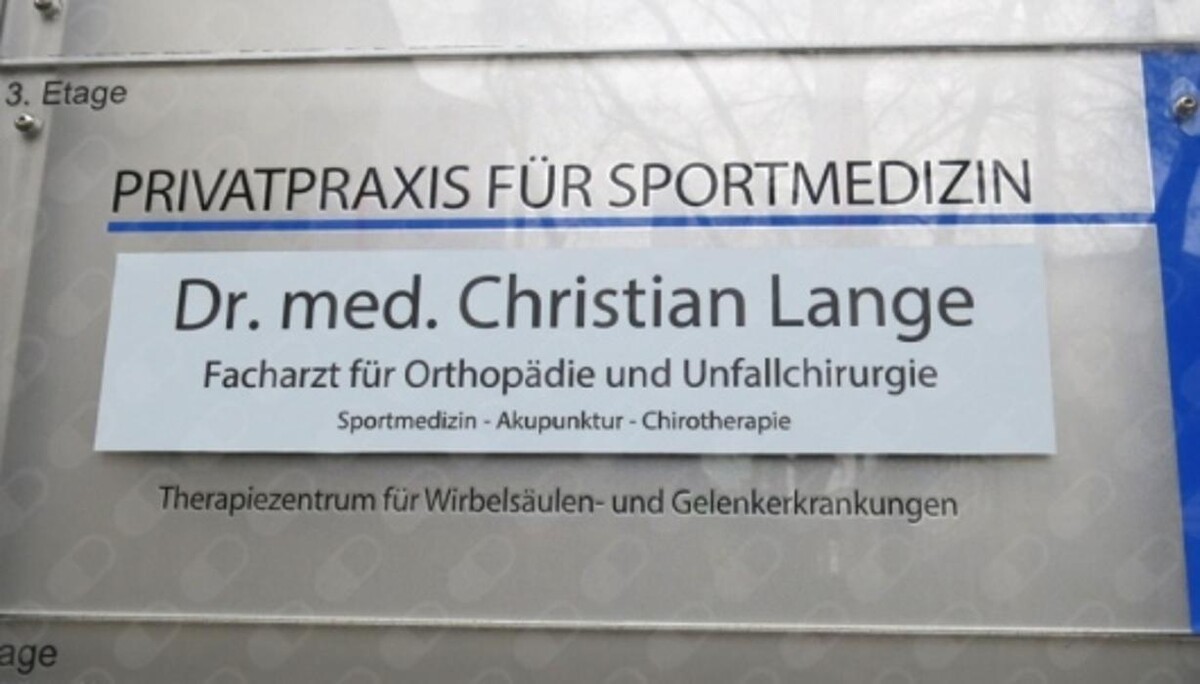 3. Etage
PRIVATPRAXIS FÜR SPORTMEDIZIN
Dr. med. Christian Lange
Facharzt für Orthopädie und Unfallchirurgie
Sportmedizin - Akupunktur - Chirotherapie
Therapiezentrum für Wirbelsäulen- und Gelenkerkrankungen